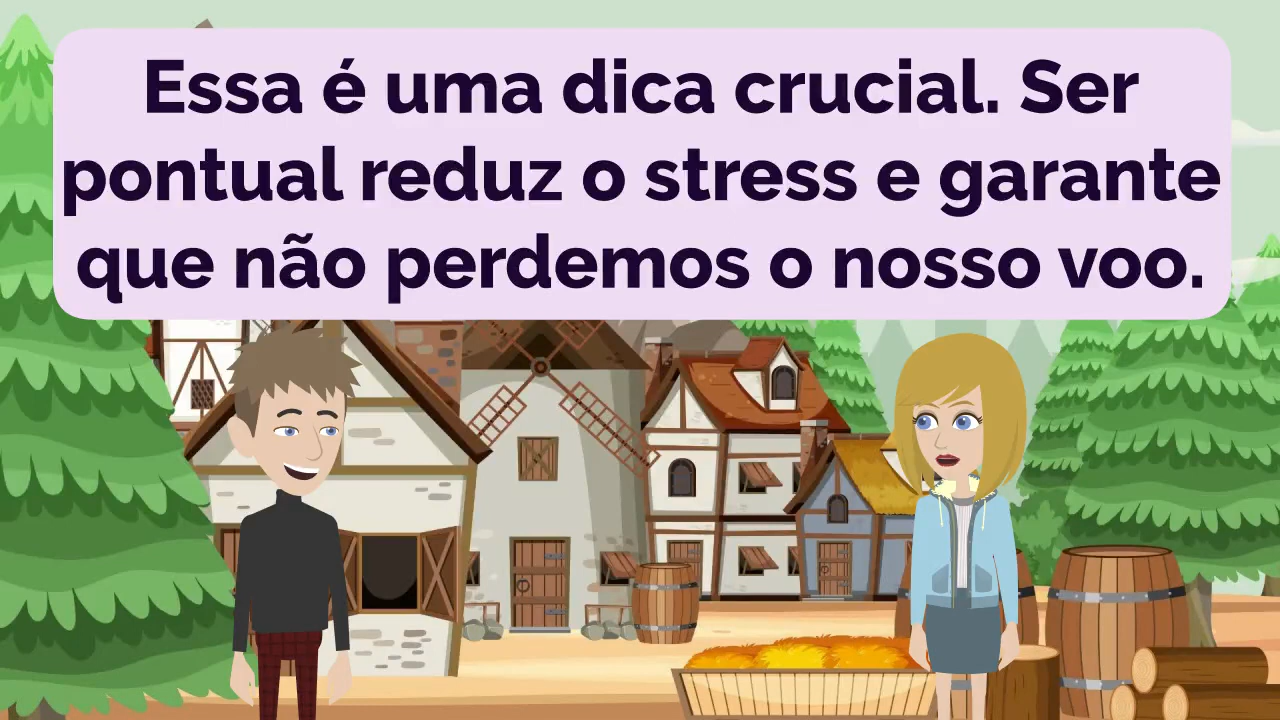 Essa é uma dica crucial. Ser
pontual reduz o stress e garante
que não perdemos o nosso voo.